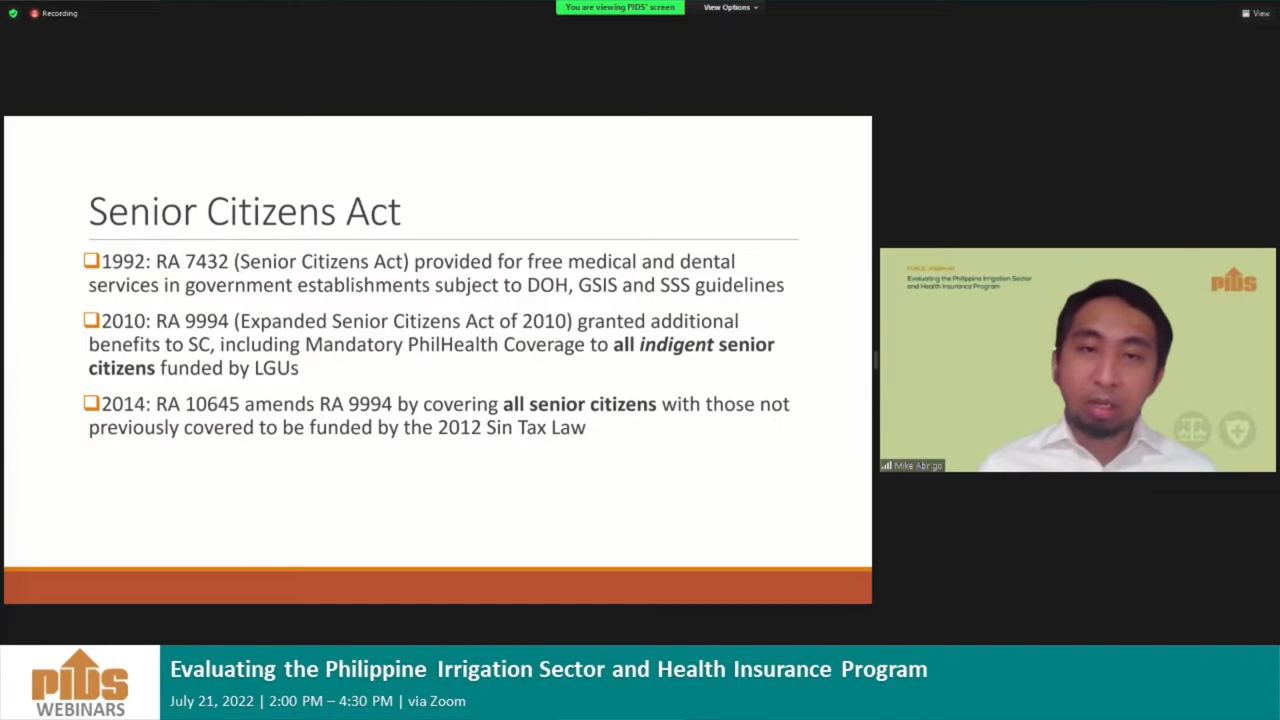 Recording
You are viewing PIDS' screen
View Options
View
Senior Citizens Act
1992: RA 7432 (Senior Citizens Act) provided for free medical and dental
services in government establishments subject to DOH, GSIS and SSS guidelines
2010: RA 9994 (Expanded Senior Citizens Act of 2010) granted additional
benefits to SC, including Mandatory PhilHealth Coverage to all indigent senior
citizens funded by LGUs
2014: RA 10645 amends RA 9994 by covering all senior citizens with those not
previously covered to be funded by the 2012 Sin Tax Law
PUBLIC WEBINAR
Evaluating the Philippine Irrigation Sector
and Health Insurance Program
PIDS
Mike Abrigo
PIDS
WEBINARS
Evaluating the Philippine Irrigation Sector and Health Insurance Program
July 21, 2022 | 2:00 PM – 4:30 PM | via Zoom